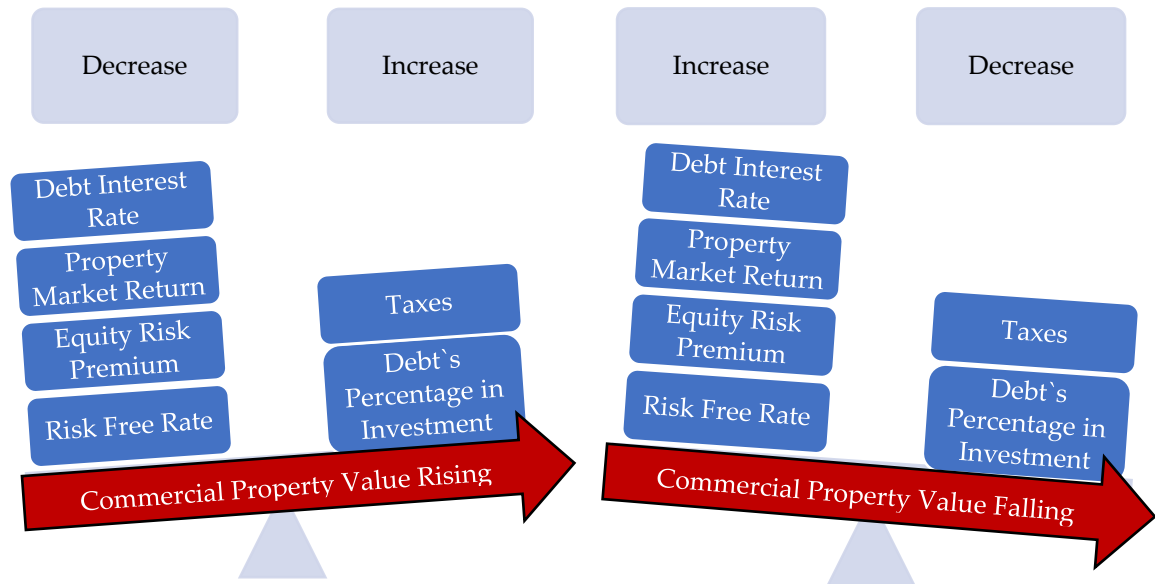 Decrease
Increase
Debt Interest
Rate
Property
Market Return
Equity Risk
Premium
Risk Free Rate
Taxes
Debt`s
Percentage in
Investment
Commercial Property Value Rising
Increase
Decrease
Debt Interest
Rate
Property
Market Return
Equity Risk
Premium
Risk Free Rate
Taxes
Debt`s
Percentage in
Investment
Commercial Property Value Falling